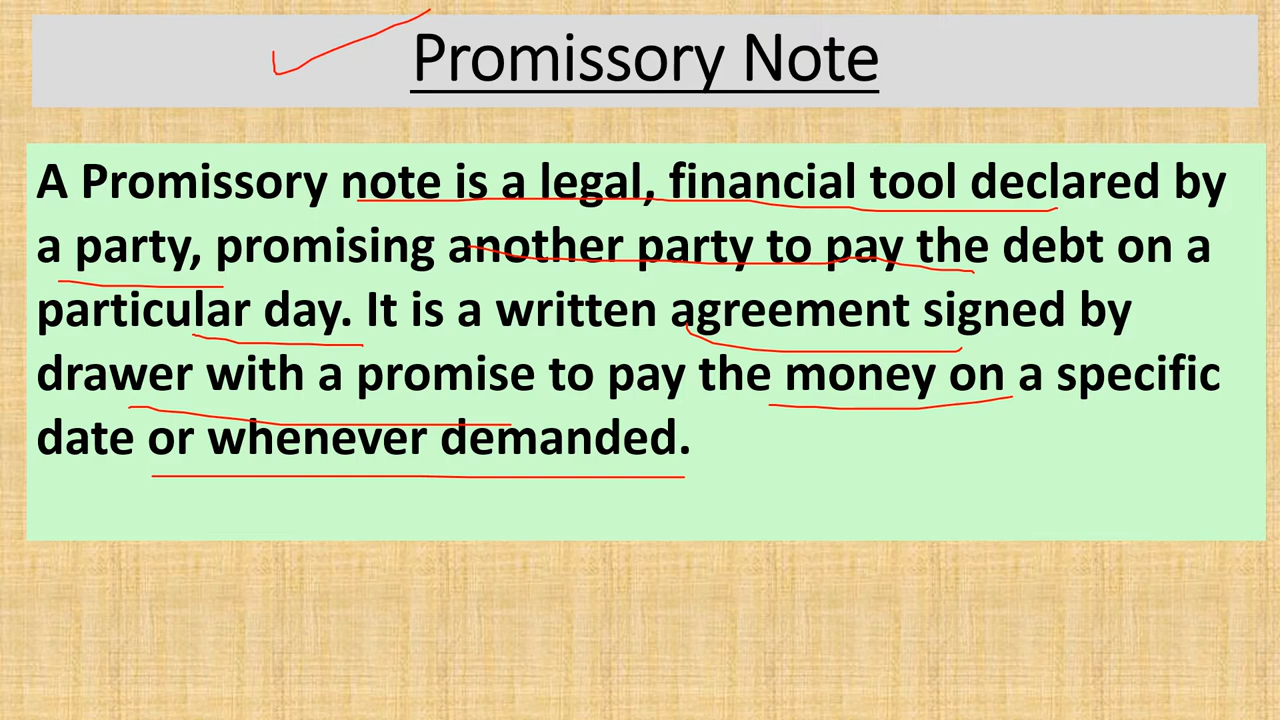 Promissory Note
A Promissory note is a legal, financial tool declared by
a party, promising another party to pay the debt on a
particular day. It is a written agreement signed by
drawer with a promise to pay the money on a specific
date or whenever demanded.